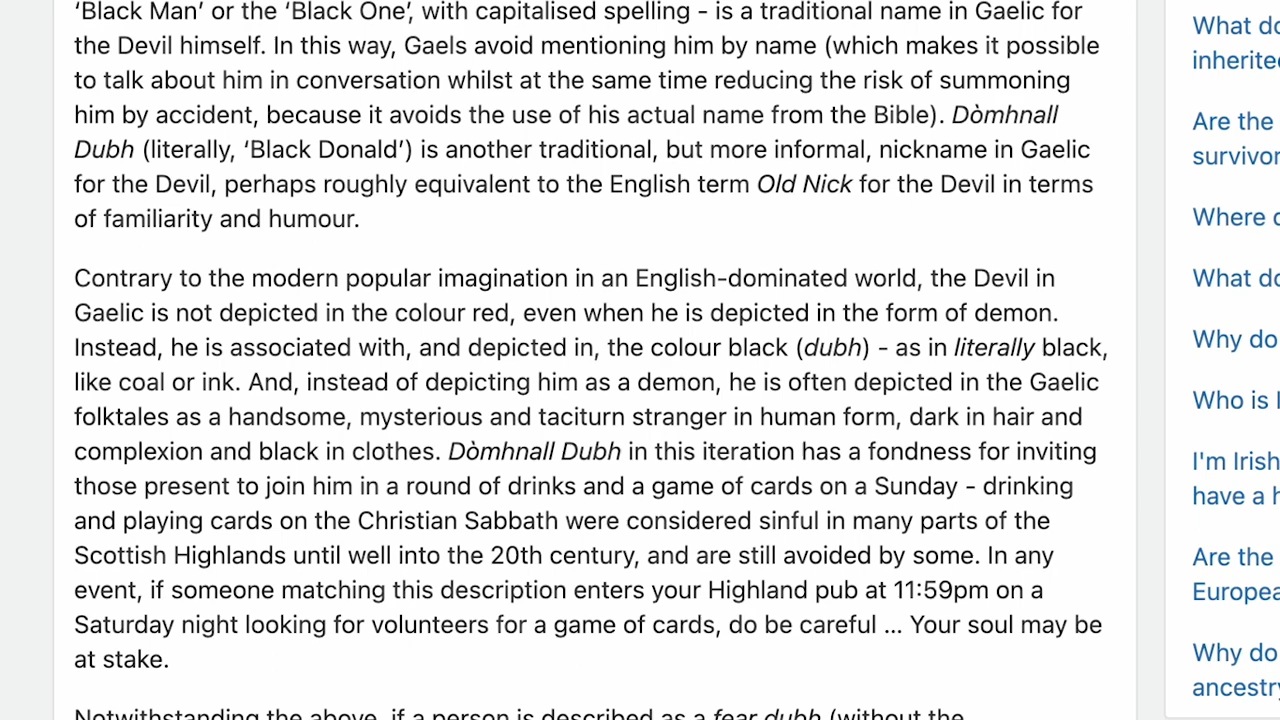 ‘Black Man’ or the ‘Black One’, with capitalised spelling - is a traditional name in Gaelic for
the Devil himself. In this way, Gaels avoid mentioning him by name (which makes it possible
to talk about him in conversation whilst at the same time reducing the risk of summoning
him by accident, because it avoids the use of his actual name from the Bible). Dòmhnall
Dubh (literally, ‘Black Donald’) is another traditional, but more informal, nickname in Gaelic
for the Devil, perhaps roughly equivalent to the English term Old Nick for the Devil in terms
of familiarity and humour.
Contrary to the modern popular imagination in an English-dominated world, the Devil in
Gaelic is not depicted in the colour red, even when he is depicted in the form of demon.
Instead, he is associated with, and depicted in, the colour black (dubh) - as in literally black,
like coal or ink. And, instead of depicting him as a demon, he is often depicted in the Gaelic
folktales as a handsome, mysterious and taciturn stranger in human form, dark in hair and
complexion and black in clothes. Dòmhnall Dubh in this iteration has a fondness for inviting
those present to join him in a round of drinks and a game of cards on a Sunday - drinking
and playing cards on the Christian Sabbath were considered sinful in many parts of the
Scottish Highlands until well into the 20th century, and are still avoided by some. In any
event, if someone matching this description enters your Highland pub at 11:59pm on a
Saturday night looking for volunteers for a game of cards, do be careful ... Your soul may be
at stake.
Notwithstanding the above, if a person is described as a fear dubh (without the
What do
inherite
Are the
survivor
Where
What do
Why do
Who is
I'm Irish
have a
Are the
Europea
Why do
ancestry